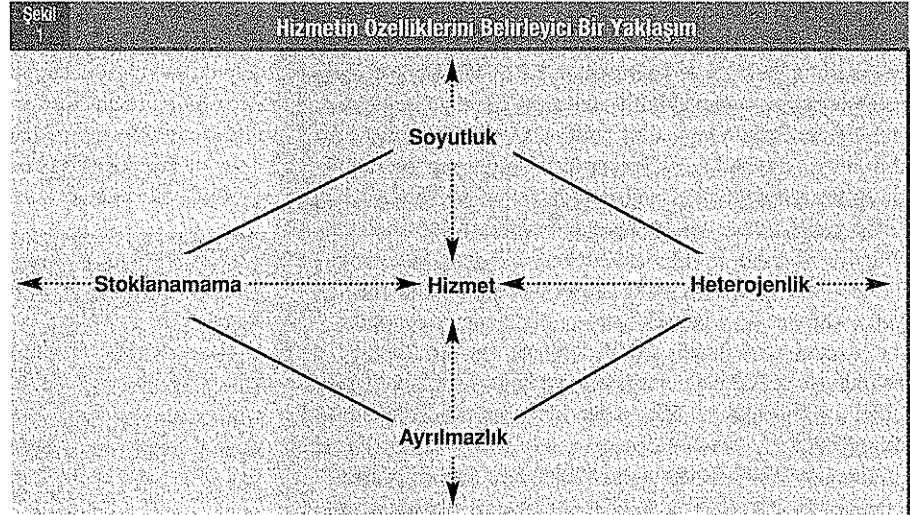 Şekil
1
Hizmetin Özelliklerini Belirleyici Bir Yaklaşım
Soyutluk
Stoklanamama
Hizmet
Heterojenlik
Ayrılmazlık